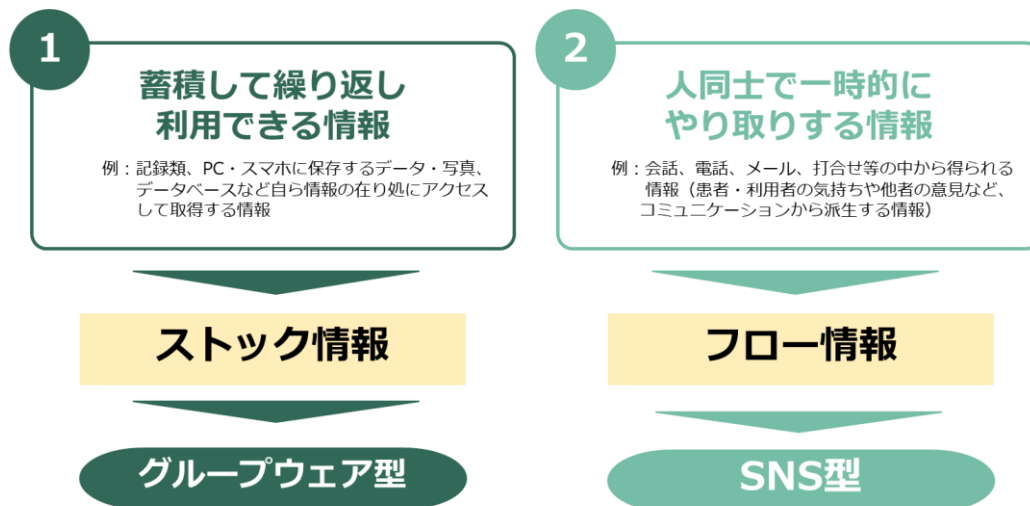 1
蓄積して繰り返し
利用できる情報
例：記録類、PC・スマホに保存するデータ・写真、
データベースなど自ら情報の在り処にアクセス
して取得する情報
ストック情報
グループウェア型
2
人同士で一時的に
やり取りする情報
例：会話、電話、メール、打合せ等の中から得られる
情報（患者・利用者の気持ちや他者の意見など、
コミュニケーションから派生する情報）
フロー情報
SNS型